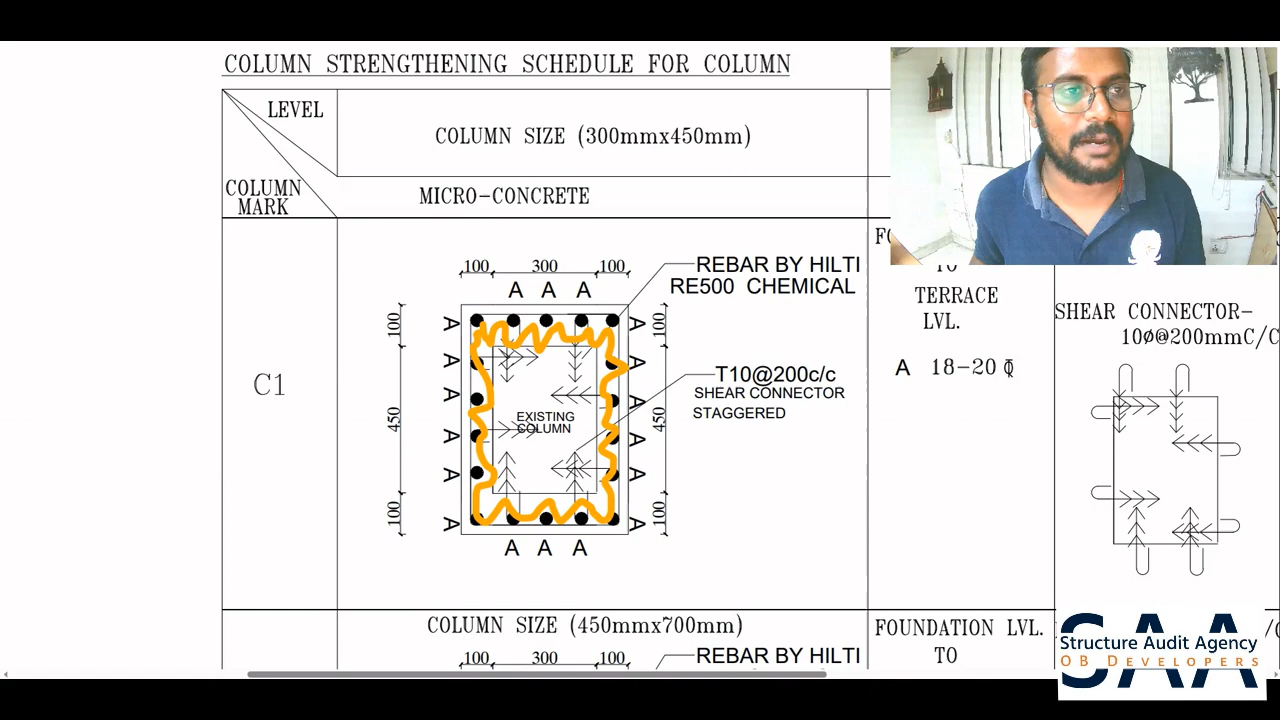 COLUMN STRENGTHENING SCHEDULE FOR COLUMN
LEVEL
COLUMN SIZE (300mmx450mm)
COLUMN
MARK
MICRO-CONCRETE
C1
100 300 100
A A A
REBAR BY HILTI
RE500 CHEMICAL
100
450
100
A
A
A
A
A
A
EXISTING
COLUMN
A
A
A
A
A
A
100
450
100
A A A
T10@200c/c
SHEAR CONNECTOR
STAGGERED
TO
TERRACE
LVL.
A 18-20 Φ
SHEAR CONNECTOR-
10ø@200mmC/C
COLUMN SIZE (450mmx700mm)
100 300 100
REBAR BY HILTI
FOUNDATION LVL.
TO
SAA
Structure Audit Agency
OB DEVELOPERS